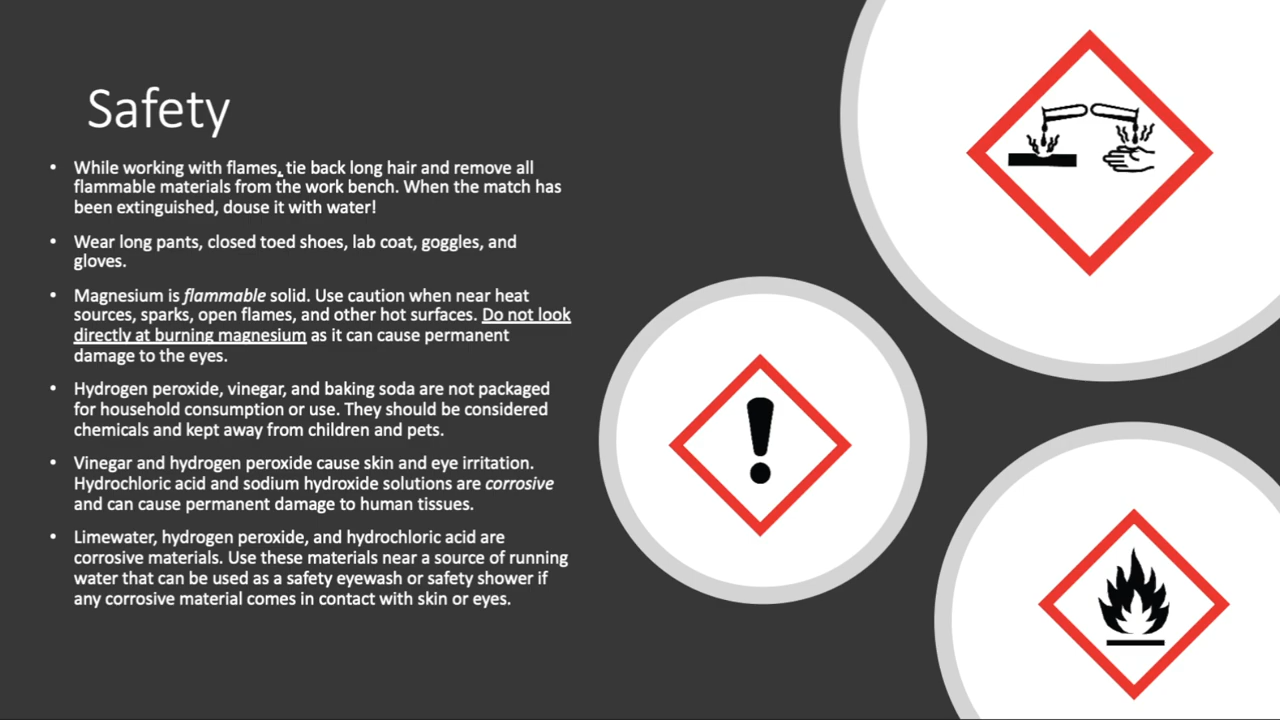 Safety
• While working with flames, tie back long hair and remove all
flammable materials from the work bench. When the match has
been extinguished, douse it with water!
• Wear long pants, closed toed shoes, lab coat, goggles, and
gloves.
• Magnesium is flammable solid. Use caution when near heat
sources, sparks, open flames, and other hot surfaces. Do not look
directly at burning magnesium as it can cause permanent
damage to the eyes.
• Hydrogen peroxide, vinegar, and baking soda are not packaged
for household consumption or use. They should be considered
chemicals and kept away from children and pets.
• Vinegar and hydrogen peroxide cause skin and eye irritation.
Hydrochloric acid and sodium hydroxide solutions are corrosive
and can cause permanent damage to human tissues.
• Limewater, hydrogen peroxide, and hydrochloric acid are
corrosive materials. Use these materials near a source of running
water that can be used as a safety eyewash or safety shower if
any corrosive material comes in contact with skin or eyes.